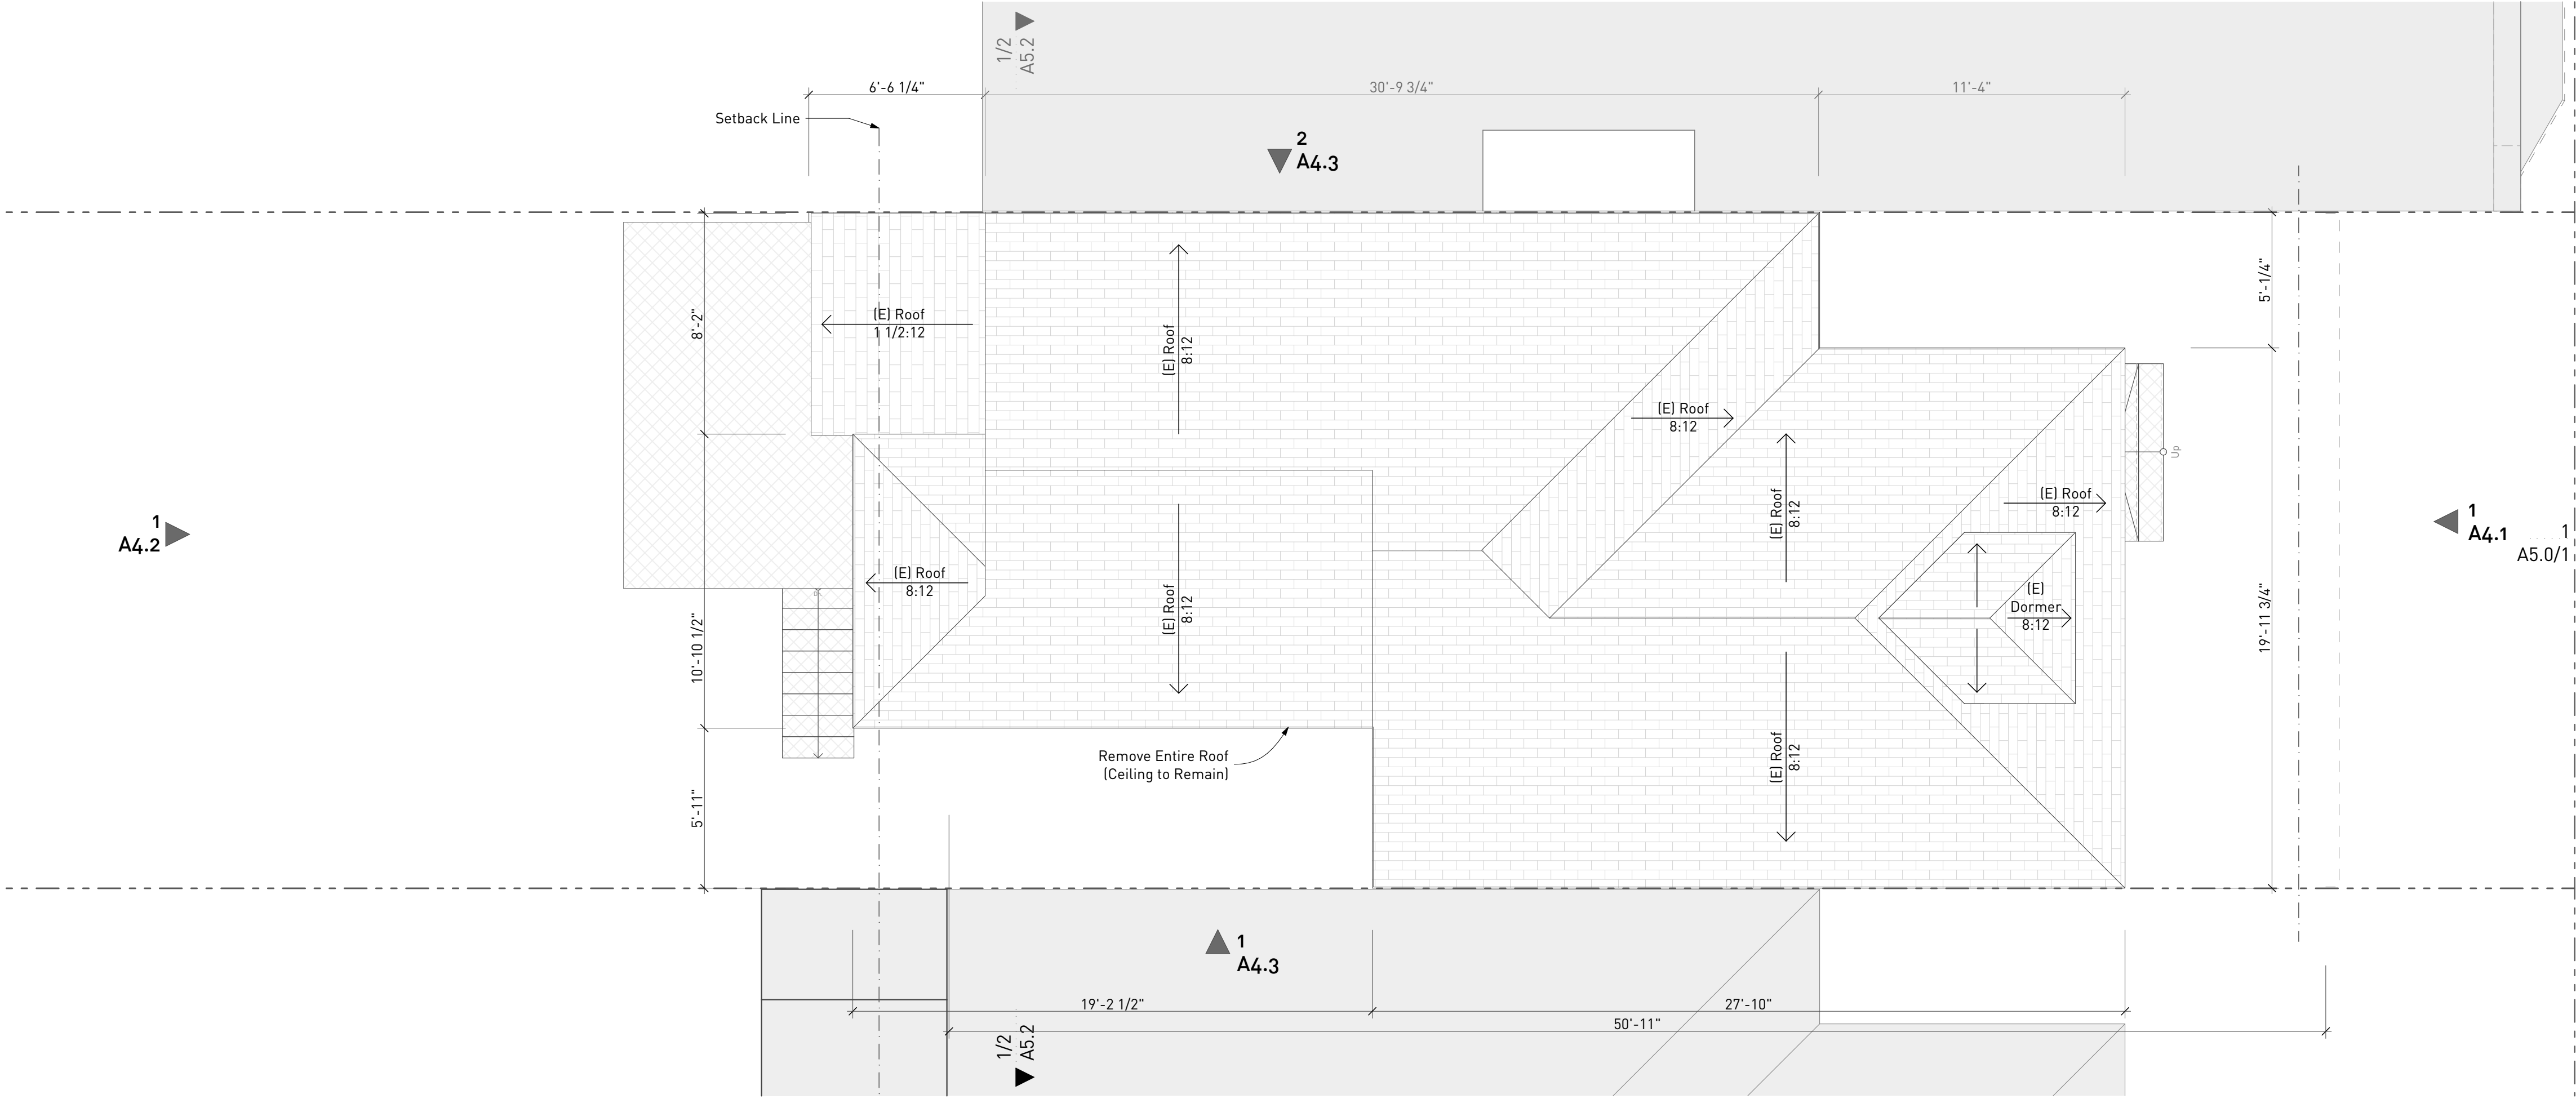 1/2
A5.2
6'-6 1/4"
30'-9 3/4"
11'-4"
Setback Line
2
A4.3
8'-2"
(E) Roof
1 1/2:12
(E) Roof
8:12
5'-1/4"
(E) Roof
8:12
Up
(E) Roof
8:12
(E) Roof
8:12
1
A4.2
1
A4.1
1
A5.0/1
(E) Roof
8:12
(E) Roof
8:12
(E)
Dormer
8:12
10'-10 1/2"
19'-11 3/4"
Remove Entire Roof
(Ceiling to Remain)
(E) Roof
8:12
5'-11"
1
A4.3
19'-2 1/2"
27'-10"
50'-11"
1/2
A5.2